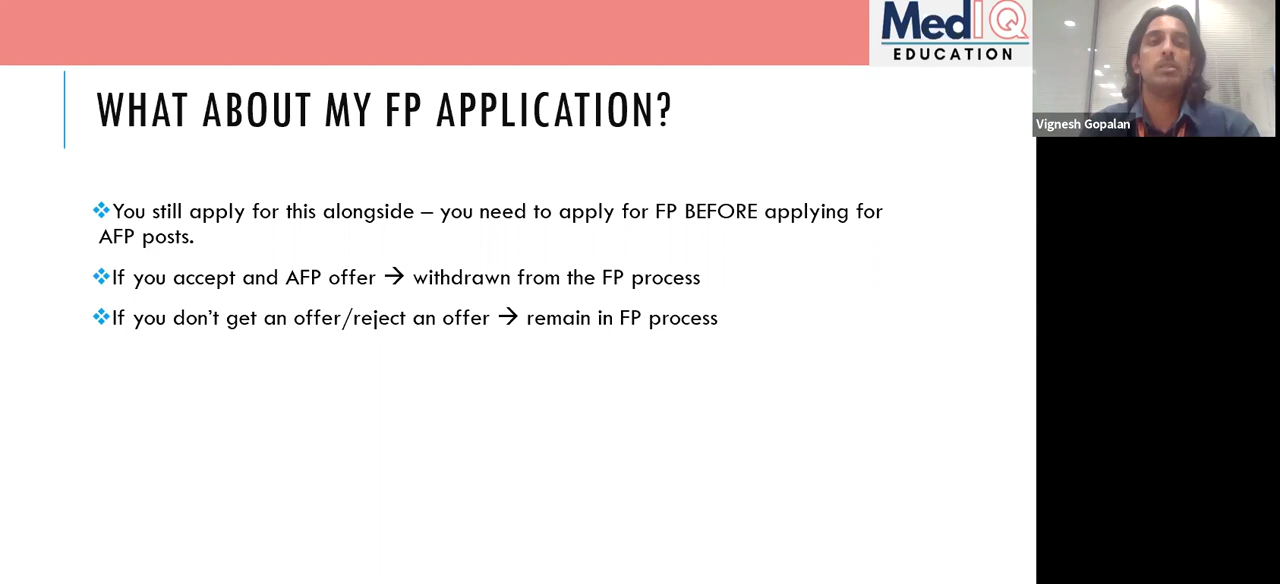 MedIQ
EDUCATION
Vignesh Gopalan
WHAT ABOUT MY FP APPLICATION?
❖You still apply for this alongside – you need to apply for FP BEFORE applying for
AFP posts.
❖If you accept and AFP offer → withdrawn from the FP process
❖If you don't get an offer/reject an offer → remain in FP process